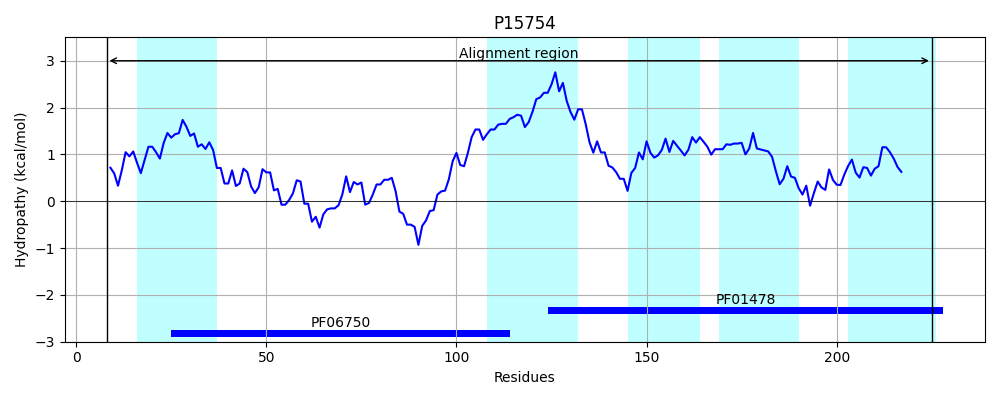 P15754
Alignment region
3
2
1
0
−1
−2
−3
Hydropathy (kcal/mol)
PF01478
PF06750
0
50
100
150
200
Residues